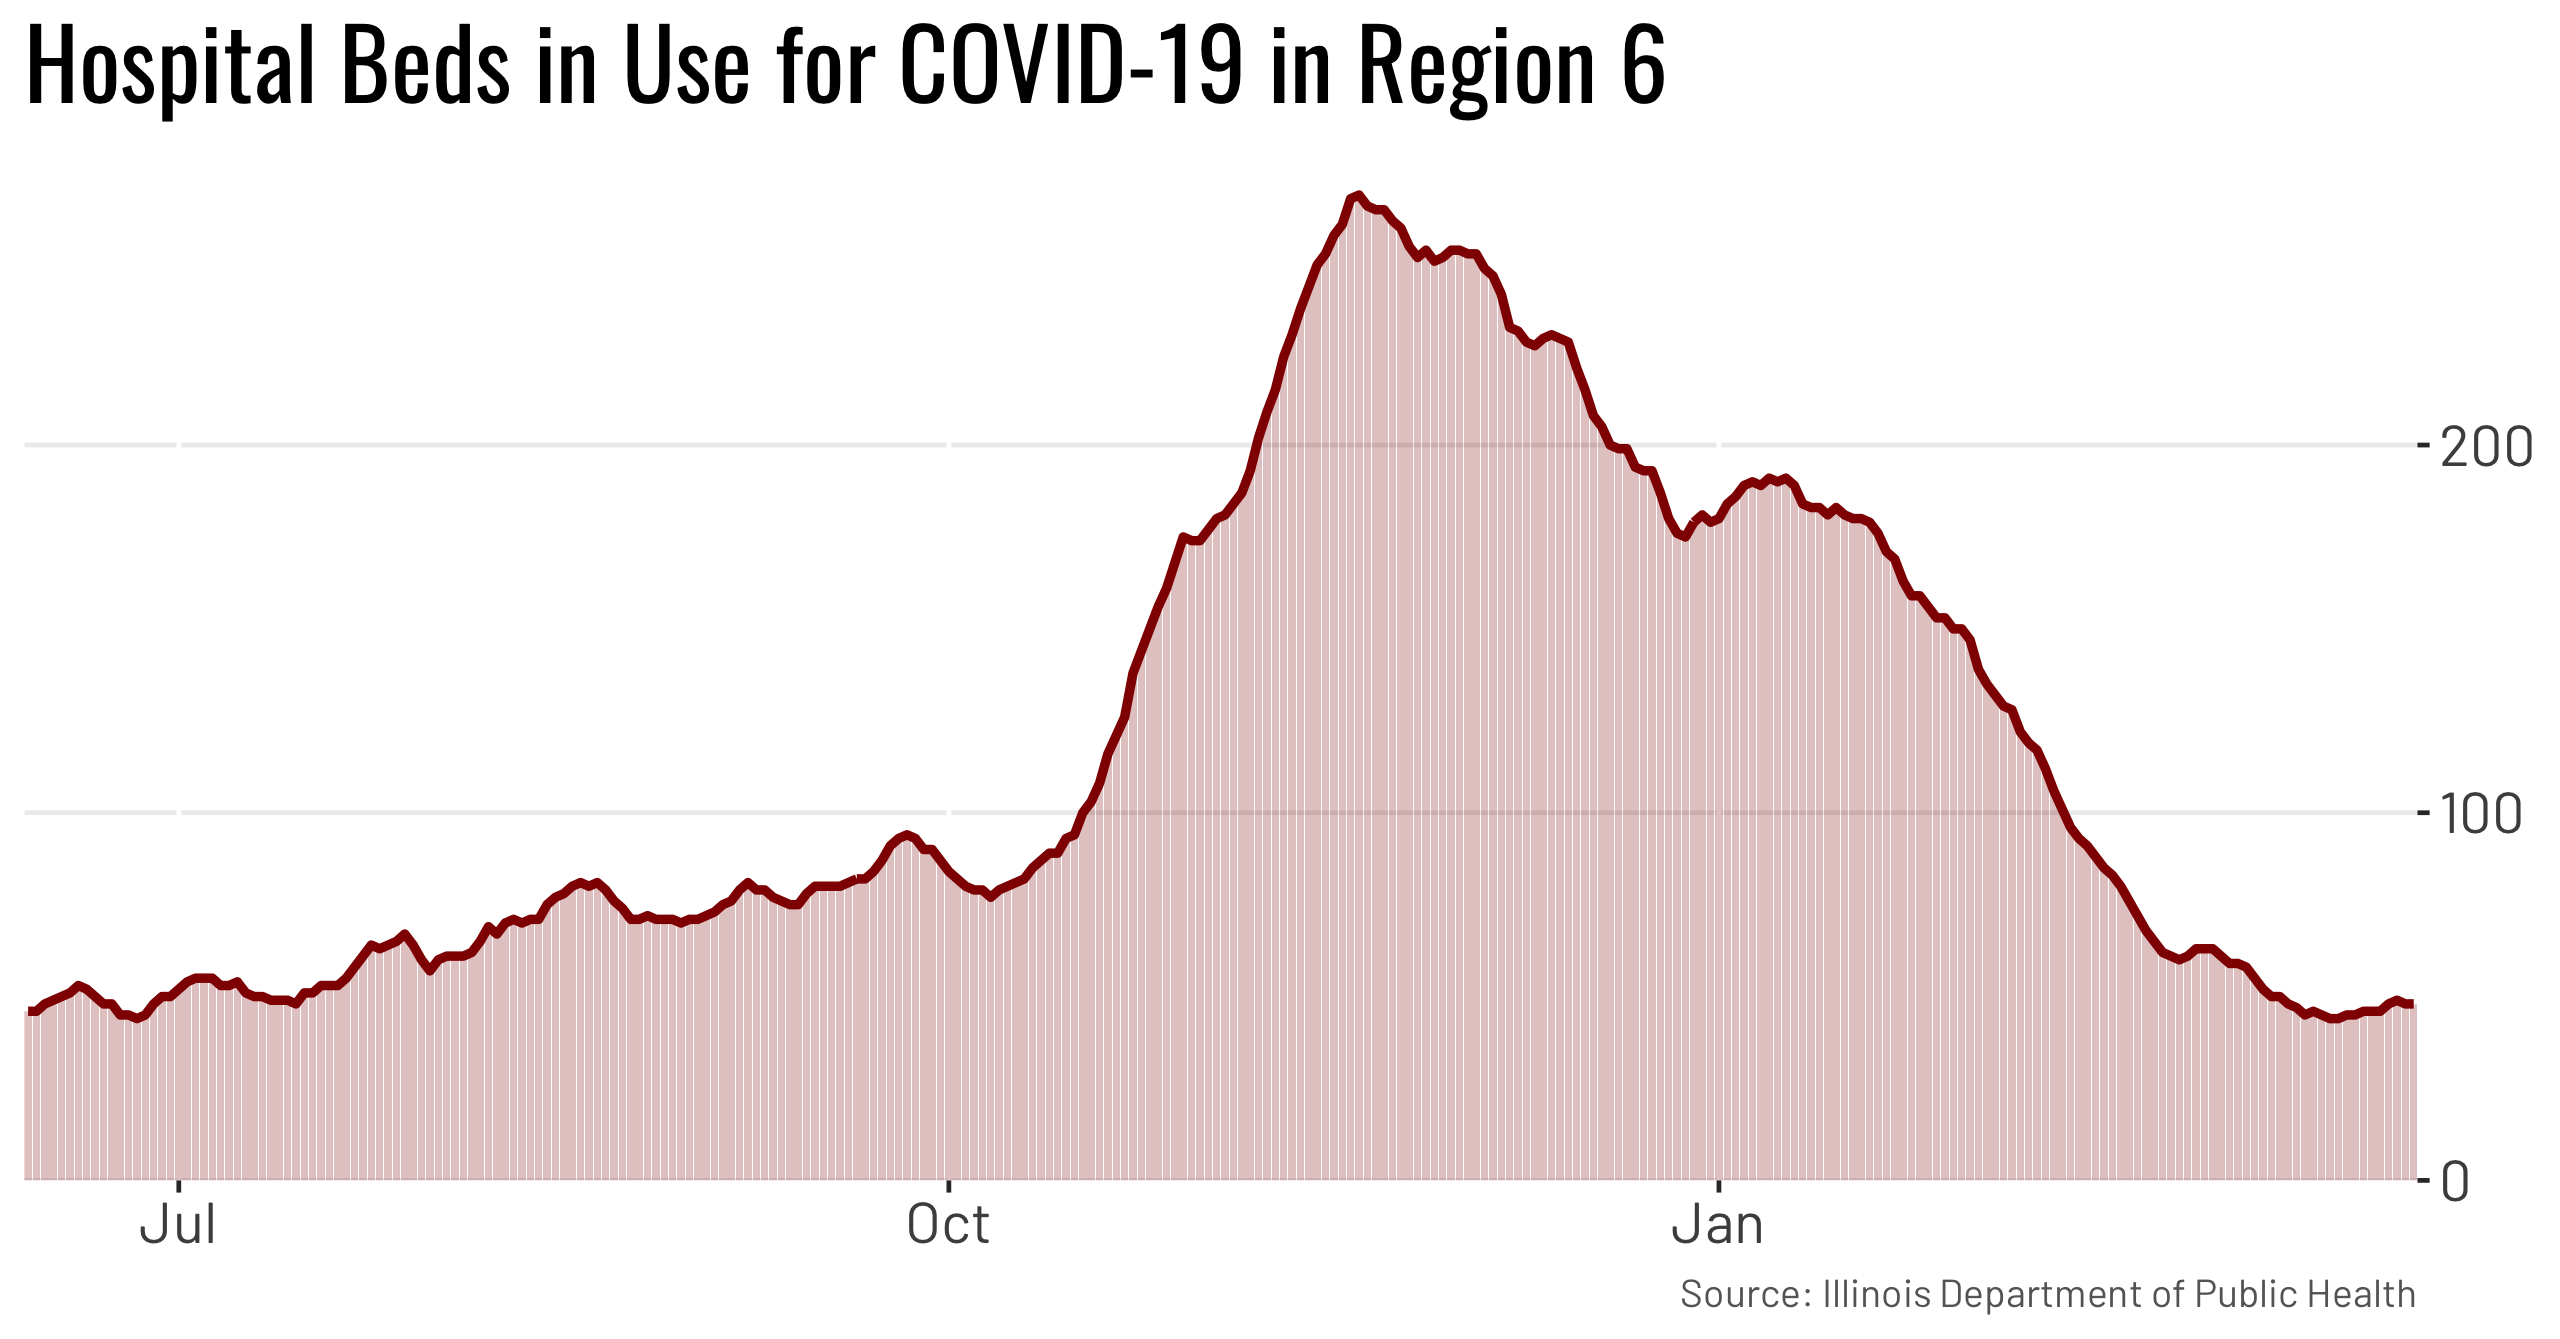 Hospital Beds in Use for COVID-19 in Region 6
200
100
0
Jul Oct Jan
Source: Illinois Department of Public Health